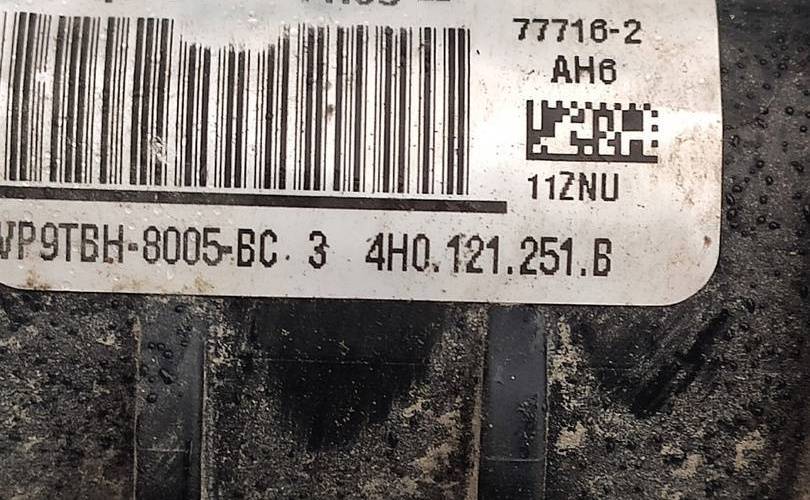 77716-2
AH6
11ZNU
VP9TBH-8005-BC 3 4H0.121.251.B